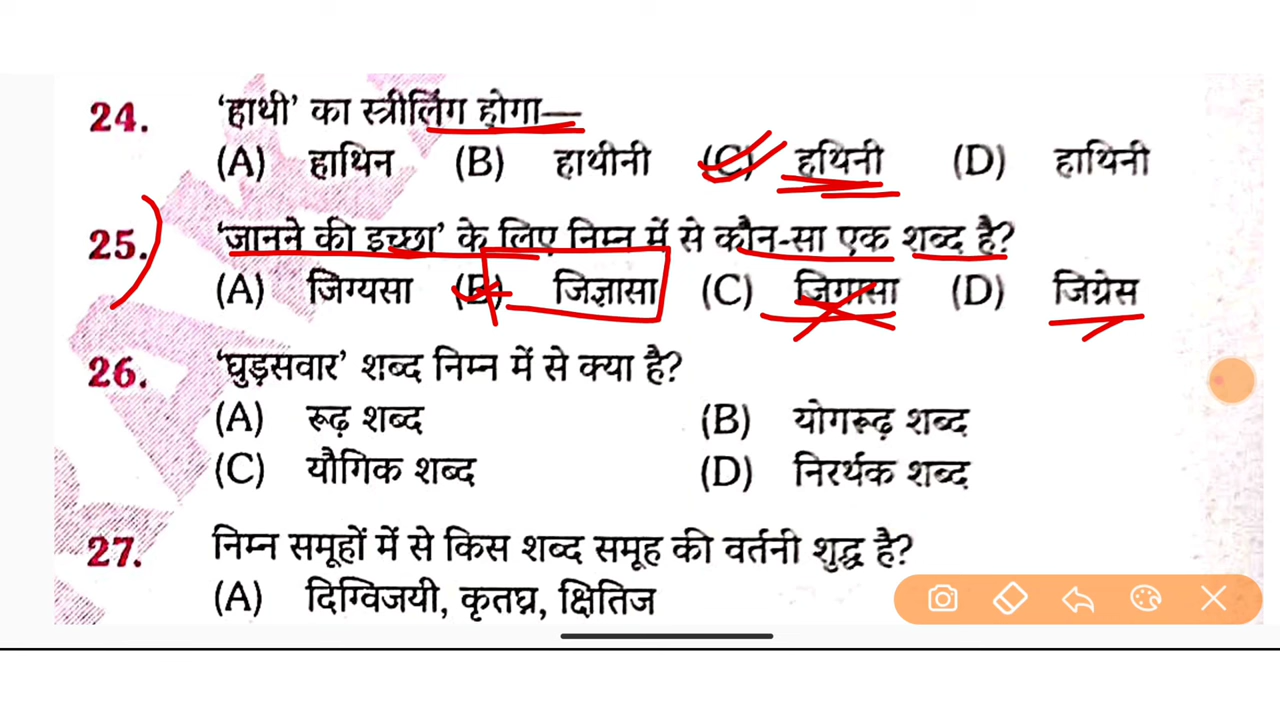 24. 'हाथी' का स्त्रीलिंग होगा—
(A) हाथिन (B) हाथीनी (C) हथिनी (D) हाथिनी
25. 'जानने की इच्छा' के लिए निम्न में से कौन-सा एक शब्द है?
(A) जिग्यसा (B) जिज्ञासा (C) जिगासा (D) जिग्रेस
26. 'घुड़सवार' शब्द निम्न में से क्या है?
(A) रूढ़ शब्द (B) योगरूढ़ शब्द
(C) यौगिक शब्द (D) निरर्थक शब्द
27. निम्न समूहों में से किस शब्द समूह की वर्तनी शुद्ध है?
(A) दिग्विजयी, कृतघ्न, क्षितिज